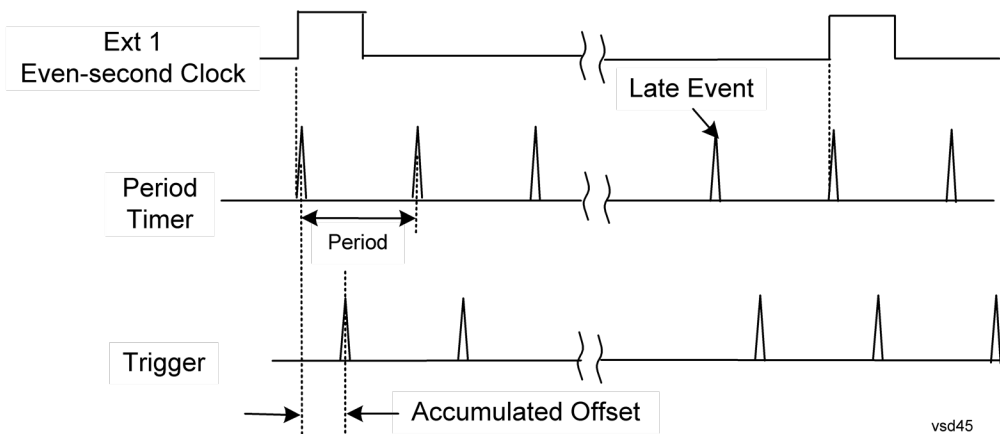 Ext 1
Even-second Clock
Late Event
Period
Timer
Period
Trigger
Accumulated Offset
vsd45